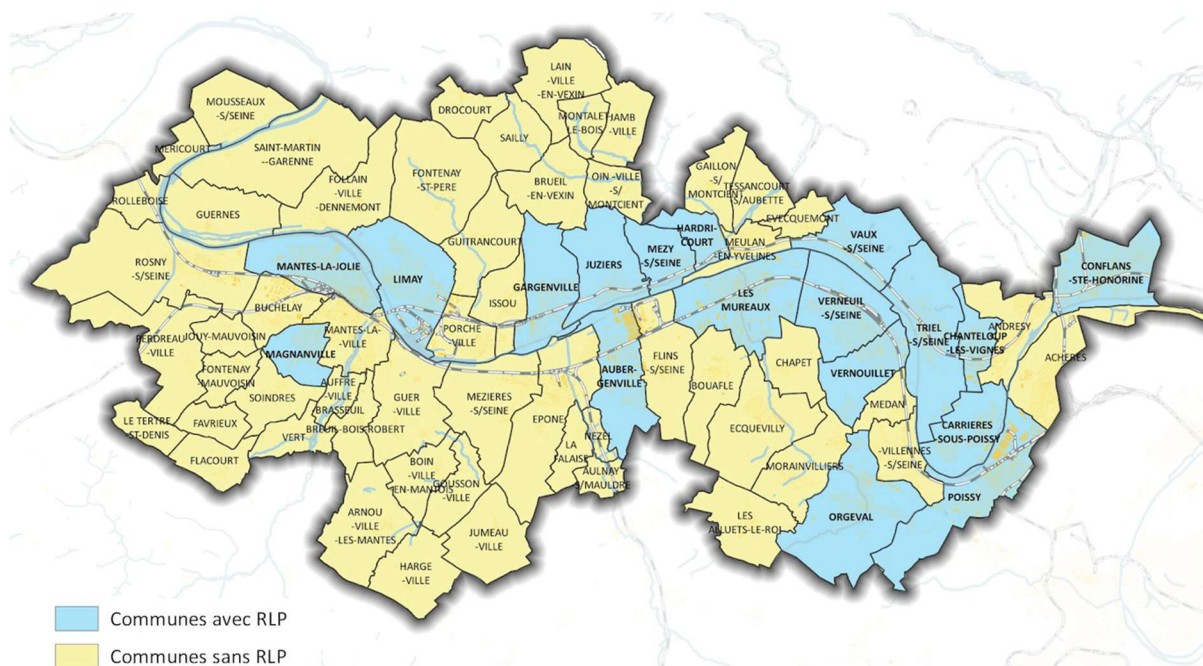 LAIN
-VILLE
-EN-VEXIN
MOUSSEAUX
-S/SEINE
DROCOURT
MONTALET
LE-BOIS
HAMB
-VILLE
SAILLY
MERICOURT
SAINT-MARTIN
--GARENNE
FONTENAY
-ST-PERE
FOLLAIN
-VILLE
-DENNEMONT
BRUEIL
-EN-VEXIN
OIN -VILLE
-S/
MONTCIENT
GAILLON
-S/
MONTCIENT
TESSANCOURT
S/AUBETTE
ROLLEBOISE
GUERNES
EVECQUEMONT
HARDRI-
COURT
VAUX
-S/SEINE
GUITRANCOURT
MEZY
-S/SEINE
MEULAN
-EN-YVELINES
ROSNY
-S/SEINE
MANTES-LA-JOLIE
LIMAY
JUZIERS
GARGENVILLE
CONFLANS
-STE-HONORINE
ISSOU
LES
MUREAUX
VERNEUIL
-S/SEINE
BUCHELAY
MANTES-LA-
VILLE
PORCHE
-VILLE
TRIEL
-S/SEINE
CHANTELOUP
-LES-VIGNES
ANDRESY
ACHERES
PERDREAU
-VILLE
JOUY-MAUVOISIN
MAGNANVILLE
FONTENAY
-MAUVOISIN
AUFFRE
-VILLE
-BRASSEUIL
SOINDRES
AUBER-
GENVILLE
FLINS
-S/SEINE
CHAPET
VERNOUILLET
BOUAFLE
MEDAN
LE TERTRE
-ST-DENIS
FAVRIEUX
VERT
BREUIL-BOIS-ROBERT
GUER
-VILLE
MEZIERES
-S/SEINE
EPONE
ECQUEVILLY
CARRIERES
-SOUS-POISSY
FLACOURT
NEZEL
LA
FALAISE
AULNAY
S/MAULDRE
-VILLENNES
-S/SEINE
MORAINVILLIERS
BOIN
-VILLE
-EN-MANTOIS
GOUSSON
-VILLE
POISSY
ARNOU
-VILLE
-LES-MANTES
ORGEVAL
LES
ALLUETS-LE-ROI
JUMEAU
-VILLE
HARGE
-VILLE
Communes avec RLP
Communes sans RLP